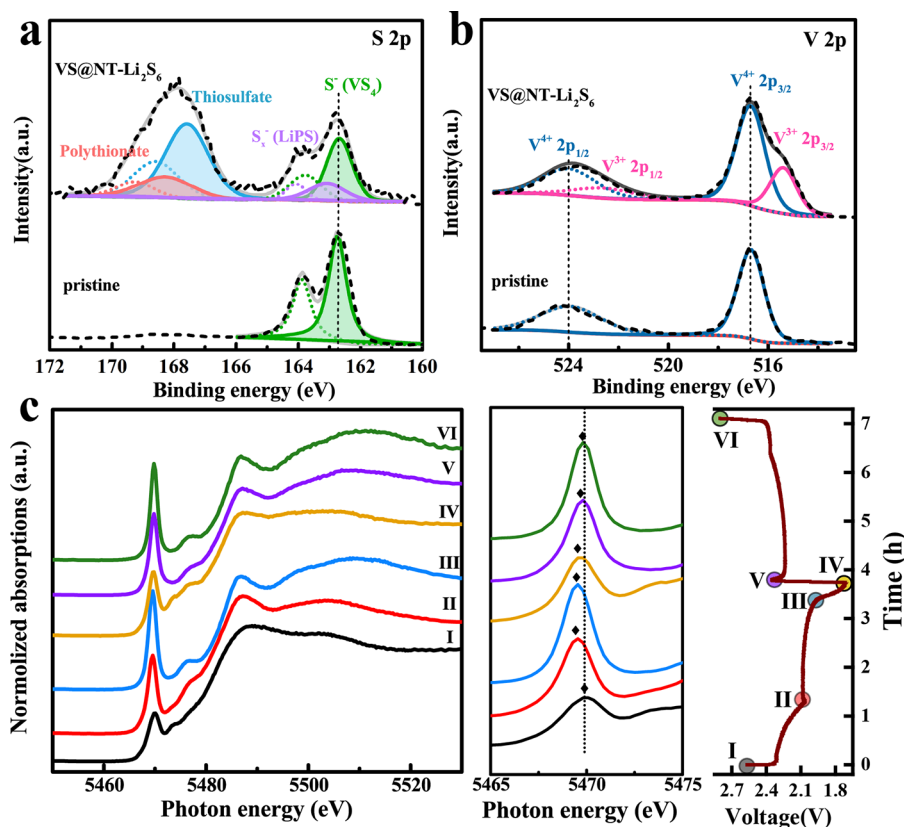 a
S 2p
VS@NT-Li₂S₆
Thiosulfate
S⁻ (VS₄)
Polythionate
Sₓ⁻ (LiPS)
pristine
Intensity(a.u.)
172 170 168 166 164 162 160
Binding energy (eV)
b
V 2p
V⁴⁺ 2p₃/₂
VS@NT-Li₂S₆
V⁴⁺ 2p₁/₂
V³⁺ 2p₁/₂
V³⁺ 2p₃/₂
pristine
Intensity(a.u.)
524 520 516
Binding energy (eV)
c
VI
V
IV
III
II
I
Normalized absorptions (a.u.)
5460 5480 5500 5520
Photon energy (eV)
5465 5470 5475
Photon energy (eV)
VI
IV
V
III
II
I
7
6
5
4
3
2
1
0
Time (h)
2.7 2.4 2.1 1.8
Voltage(V)